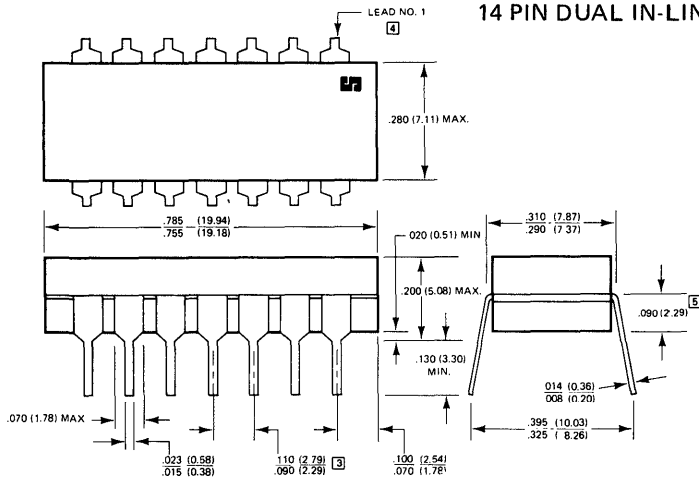 LEAD NO. 1
4
14 PIN DUAL IN-LIN
.280 (7.11) MAX.
.785 (19.94)
.755 (19.18)
.310 (7.87)
.290 (7 37)
020 (0.51) MIN
.200 (5.08) MAX.
5
.090 (2.29)
.130 (3.30)
MIN.
014 (0.36)
008 (0.20)
.070 (1.78) MAX
.395 (10.03)
.325 ( 8.26)
.023 (0.58)
.015 (0.38)
110 (2 79)
.090 (2.29)
3
.100 (2.54)
.070 (1.78)